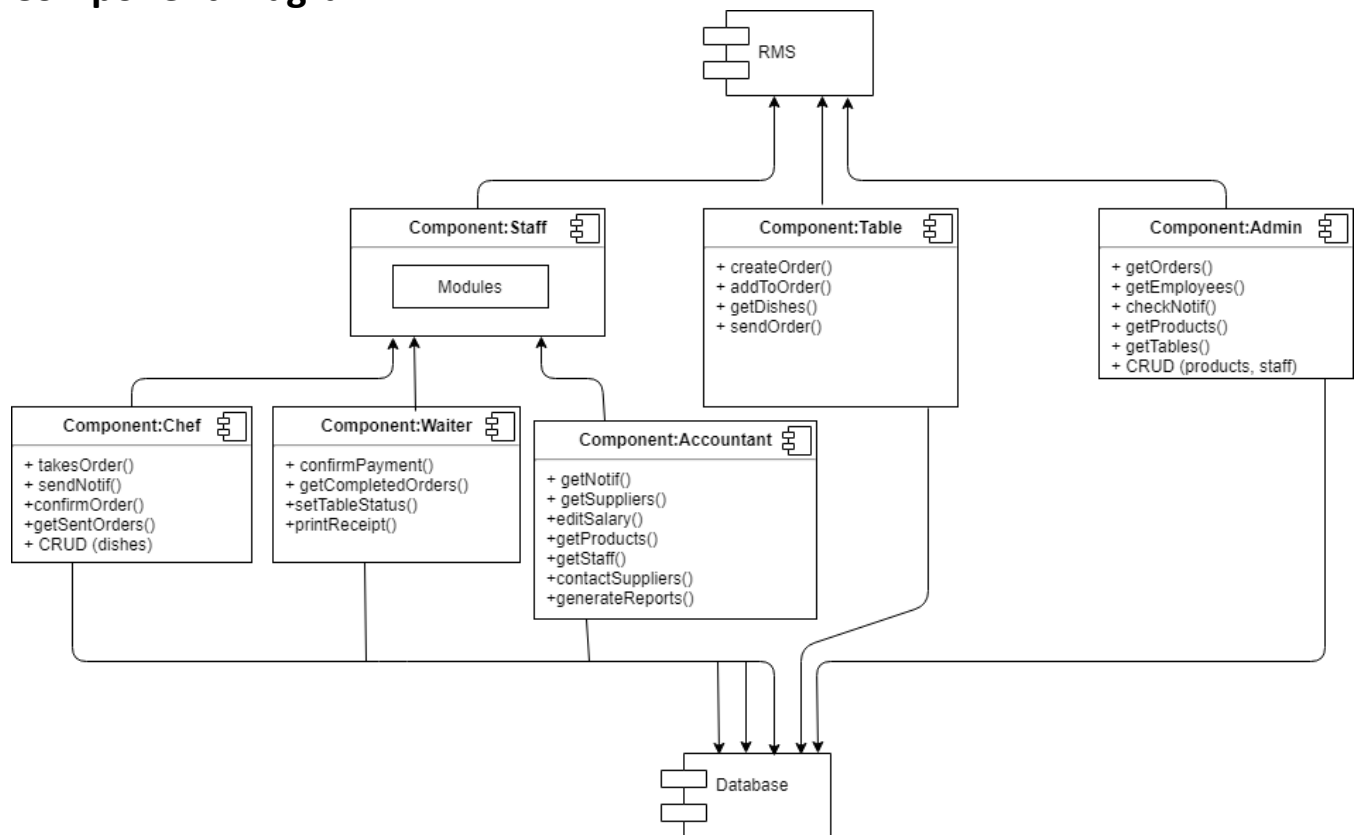 RMS
Component:Staff
Modules
Component:Table
+ createOrder()
+ addToOrder()
+ getDishes()
+ sendOrder()
Component:Admin
+ getOrders()
+ getEmployees()
+ checkNotif()
+ getProducts()
+ getTables()
+ CRUD (products, staff)
Component:Chef
+ takesOrder()
+ sendNotif()
+confirmOrder()
+getSentOrders()
+ CRUD (dishes)
Component:Waiter
+ confirmPayment()
+ getCompletedOrders()
+setTableStatus()
+printReceipt()
Component:Accountant
+ getNotif()
+ getSuppliers()
+editSalary()
+getProducts()
+getStaff()
+contactSuppliers()
+generateReports()
Database